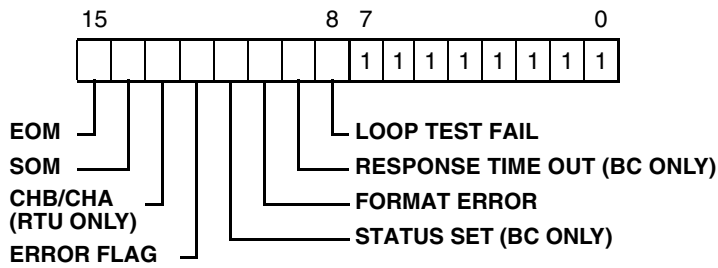 15 8 7 0
1 1 1 1 1 1 1 1
EOM
SOM
CHB/CHA
(RTU ONLY)
ERROR FLAG
LOOP TEST FAIL
RESPONSE TIME OUT (BC ONLY)
FORMAT ERROR
STATUS SET (BC ONLY)